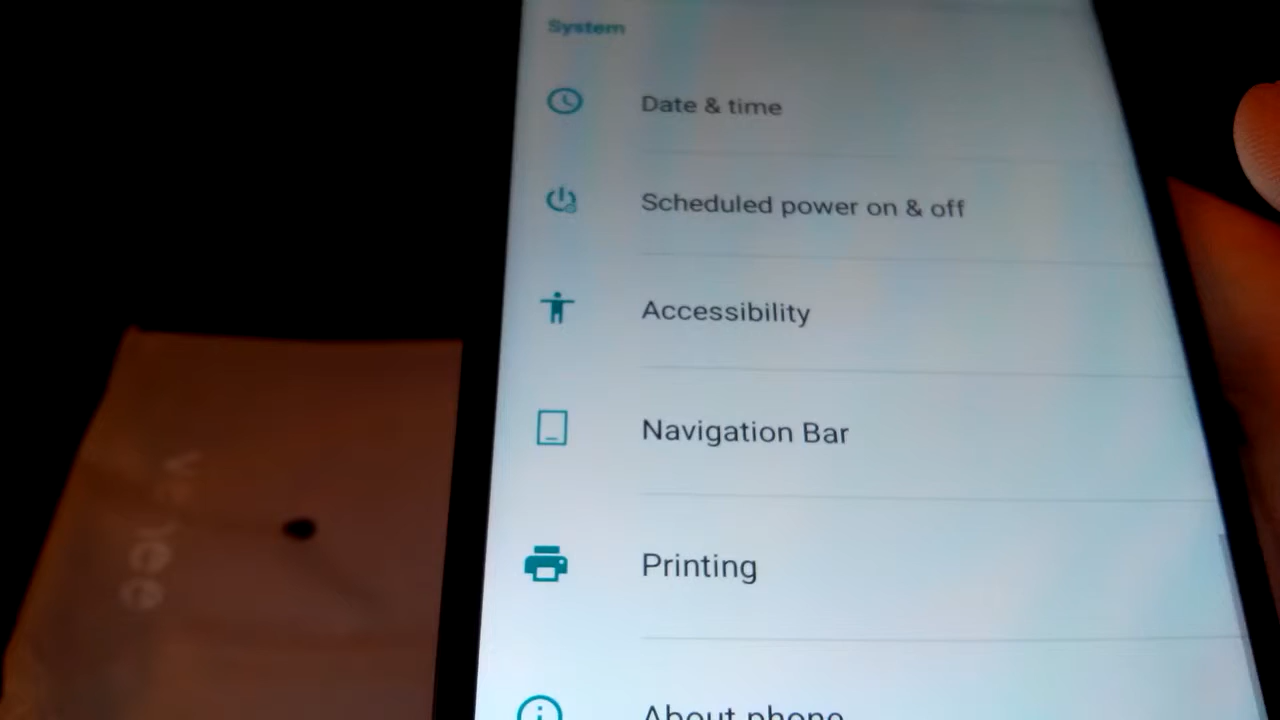 System
Date & time
Scheduled power on & off
Accessibility
Navigation Bar
Printing
About phone